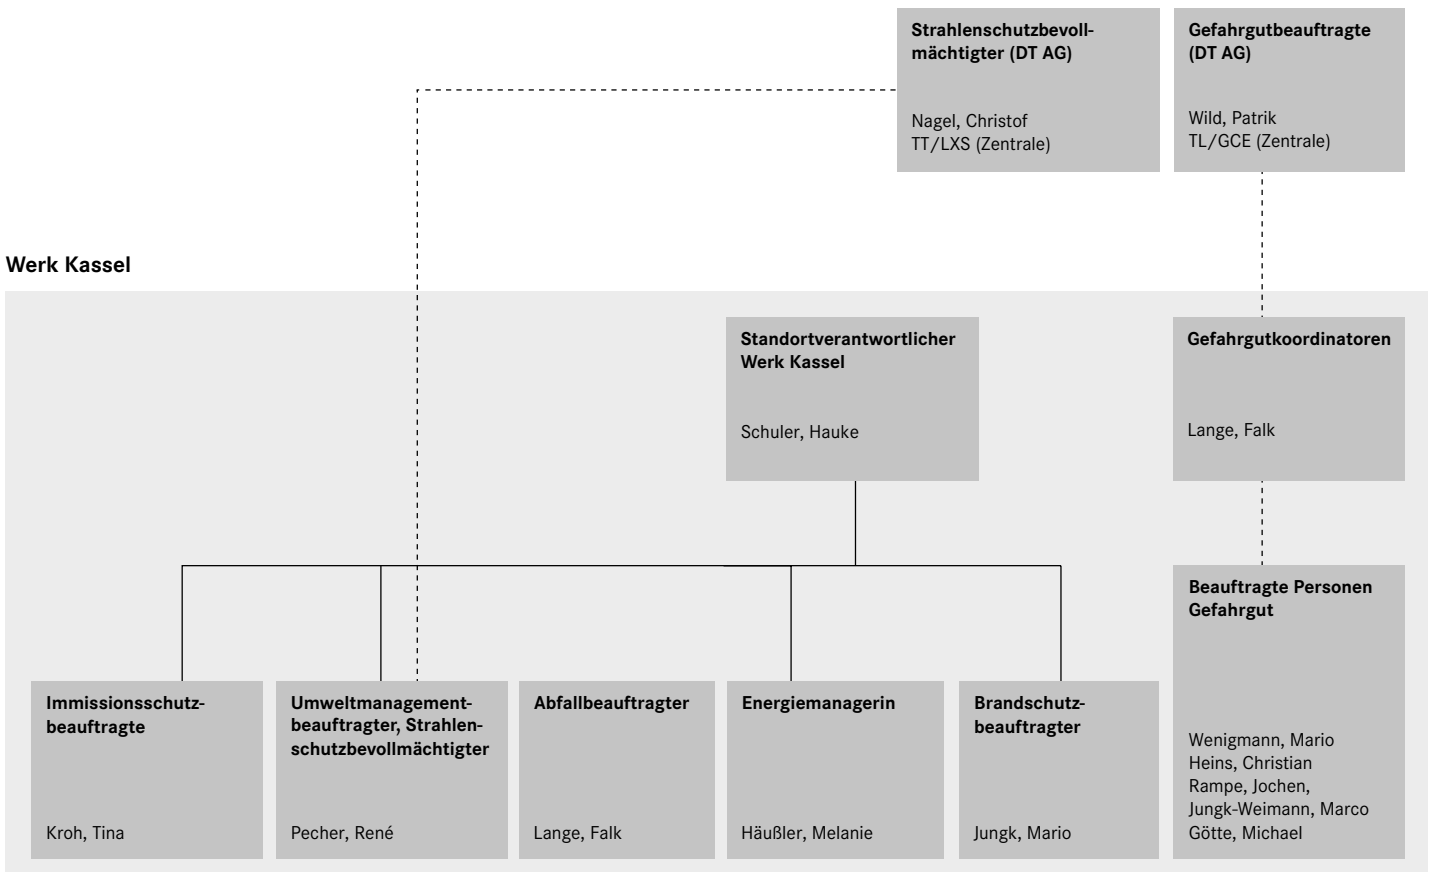 Strahlenschutzbevoll-
mächtigter (DT AG)
Nagel, Christof
TT/LXS (Zentrale)
Gefahrgutbeauftragte
(DT AG)
Wild, Patrik
TL/GCE (Zentrale)
Werk Kassel
Standortverantwortlicher
Werk Kassel
Schuler, Hauke
Gefahrgutkoordinatoren
Lange, Falk
Immissionsschutz-
beauftragte
Kroh, Tina
Umweltmanagement-
beauftragter, Strahlen-
schutzbevollmächtigter
Pecher, René
Abfallbeauftragter
Lange, Falk
Energiemanagerin
Häußler, Melanie
Brandschutz-
beauftragter
Jungk, Mario
Beauftragte Personen
Gefahrgut
Wenigmann, Mario
Heins, Christian
Rampe, Jochen,
Jungk-Weimann, Marco
Götte, Michael